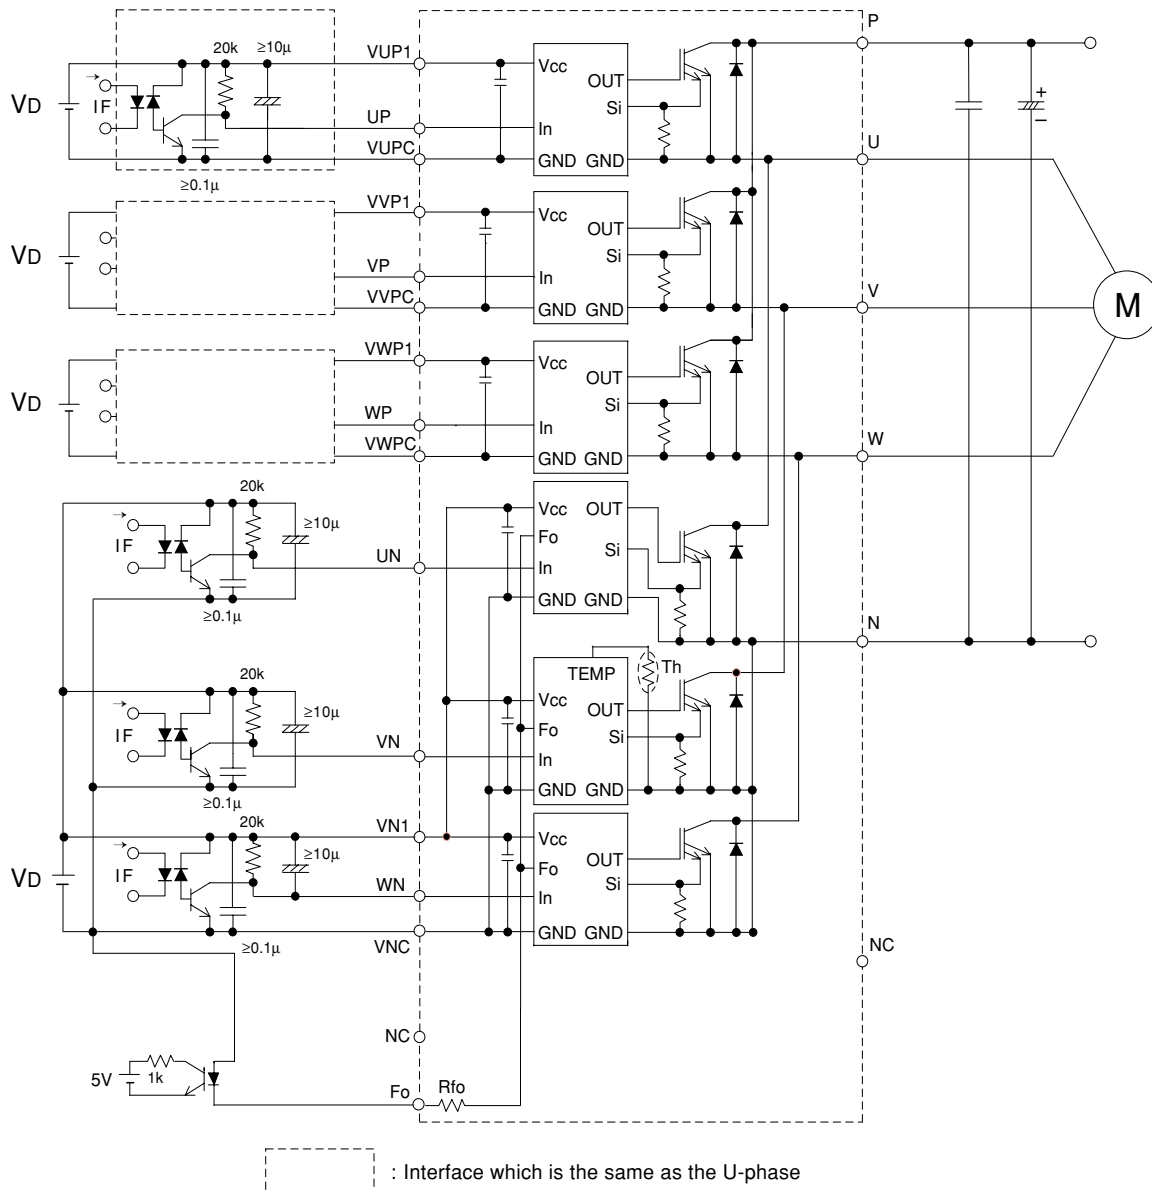 P
20k
≥10μ
VUP1
Vcc
OUT
VD
IF
Si
+
–
UP
In
U
VUPC
GND GND
≥0.1μ
VVP1
Vcc
OUT
VD
Si
VP
In
V
VVPC
GND GND
M
VWP1
Vcc
OUT
VD
Si
WP
In
W
VWPC
GND GND
20k
≥10μ
Vcc OUT
IF
Fo
Si
UN
In
GND GND
≥0.1μ
N
TEMP
Th
20k
≥10μ
Vcc
OUT
IF
Fo
Si
VN
In
GND GND
≥0.1μ
20k
VN1
Vcc
≥10μ
OUT
VD
IF
Fo
Si
WN
In
GND GND
VNC
≥0.1μ
NC
NC
5V
1k
Fo
Rfo
: Interface which is the same as the U-phase